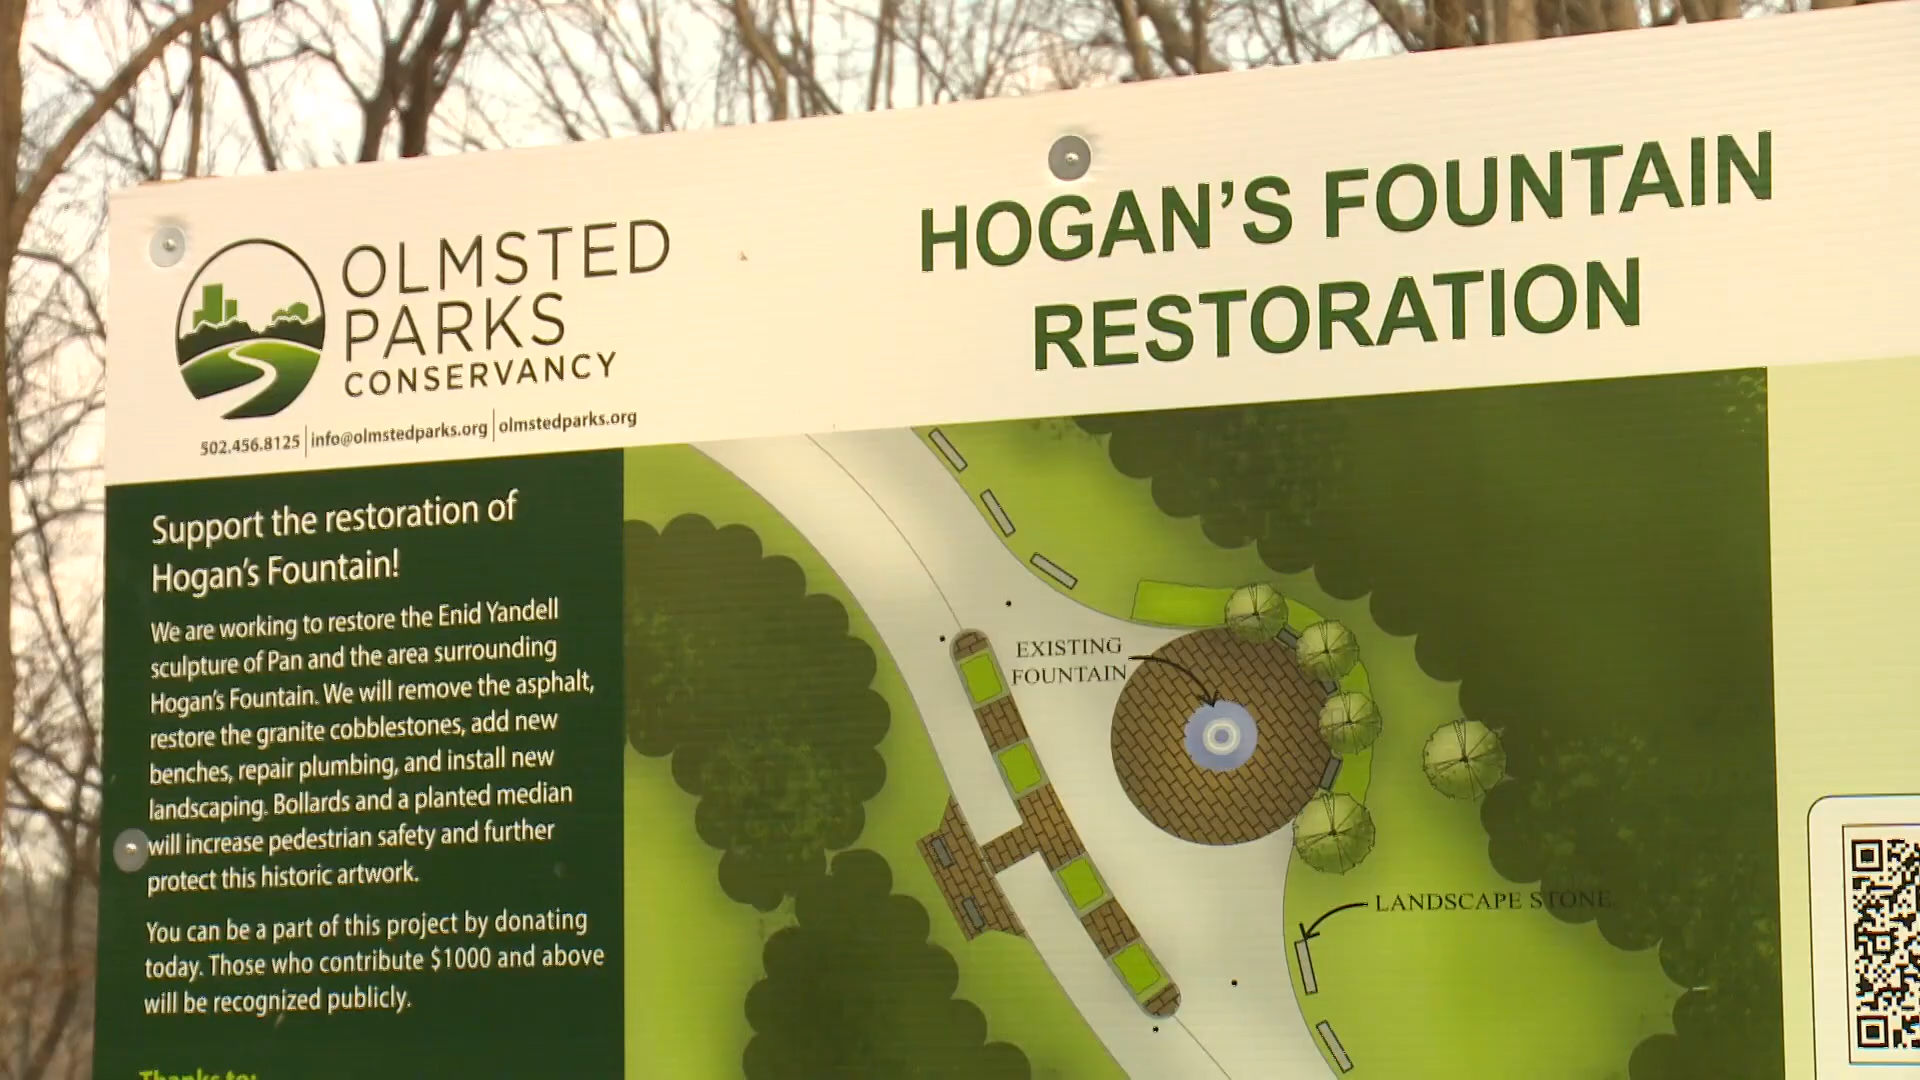 OLMSTED
PARKS
CONSERVANCY
502.456.8125 | info@olmstedparks.org | olmstedparks.org
HOGAN'S FOUNTAIN
RESTORATION
Support the restoration of
Hogan's Fountain!
We are working to restore the Enid Yandell
sculpture of Pan and the area surrounding
Hogan's Fountain. We will remove the asphalt,
restore the granite cobblestones, add new
benches, repair plumbing, and install new
landscaping. Bollards and a planted median
will increase pedestrian safety and further
protect this historic artwork.
You can be a part of this project by donating
today. Those who contribute $1000 and above
will be recognized publicly.
Thanks to:
EXISTING
FOUNTAIN
LANDSCAPE STONE